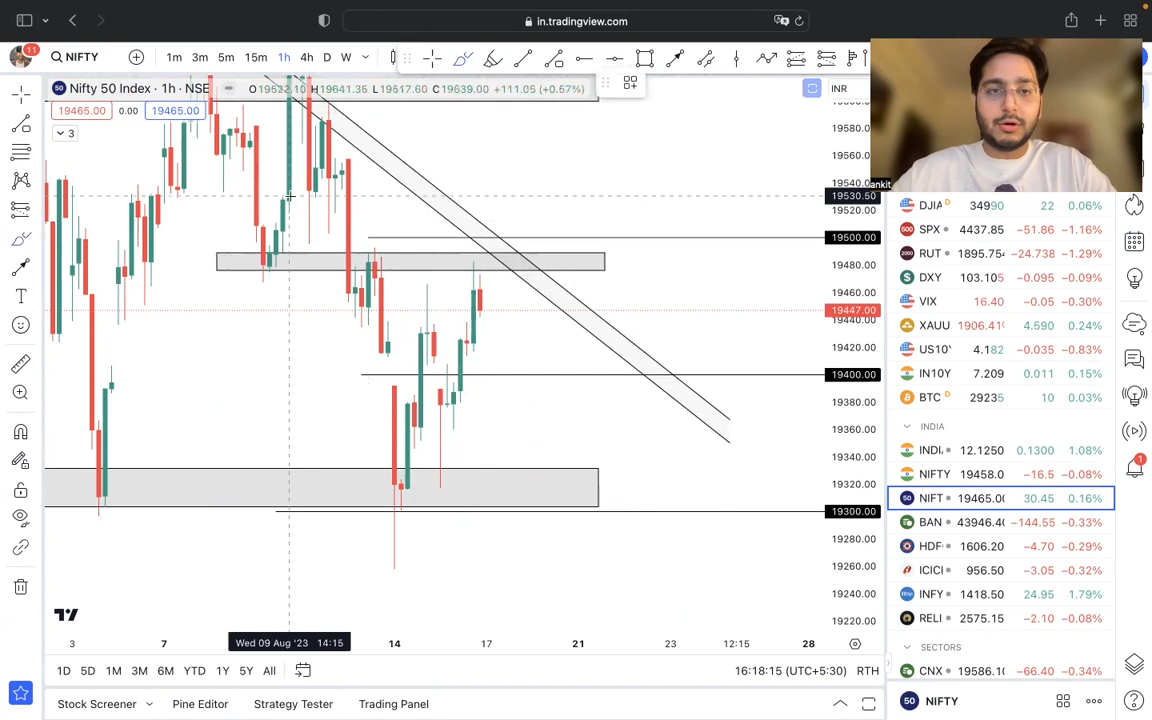 in.tradingview.com
11
NIFTY
1m 3m 5m 15m 1h 4h D W
Nifty 50 Index · 1h · NSE
O19522.10 H19641.35 L19517.60 C19639.00 +111.05 (+0.57%)
INR
19465.00 0.00 19465.00
3
ankit
19580.00
19560.00
19540.00
19530.50
19520.00
19500.00
19480.00
19460.00
19447.00
19440.00
19420.00
19400.00
19380.00
19360.00
19340.00
19320.00
19300.00
19280.00
19260.00
19240.00
19220.00
DJIA D 34990 22 0.06%
SPX 4437.85 −51.86 −1.16%
RUT 1895.754 −24.738 −1.29%
DXY 103.105 −0.095 −0.09%
VIX 16.40 −0.05 −0.30%
XAUU 1906.41 4.590 0.24%
US10Y 4.182 −0.035 −0.83%
IN10Y 7.209 0.011 0.15%
BTC D 29235 10 0.03%
INDIA
INDI 12.1250 0.1300 1.08%
NIFTY 19458.0 −16.5 −0.08%
50 NIFT 19465.00 30.45 0.16%
BAN 43946.40 −144.55 −0.33%
HDF 1606.20 −4.70 −0.29%
ICICI 956.50 −3.05 −0.32%
INFY 1418.50 24.95 1.79%
RELI 2575.15 −2.10 −0.08%
SECTORS
CNX 19586.10 −66.40 −0.34%
1
3 7 Wed 09 Aug '23 14:15 14 17 21 23 12:15 28
1D 5D 1M 3M 6M YTD 1Y 5Y All
16:18:15 (UTC+5:30) RTH
Stock Screener Pine Editor Strategy Tester Trading Panel
50 NIFTY